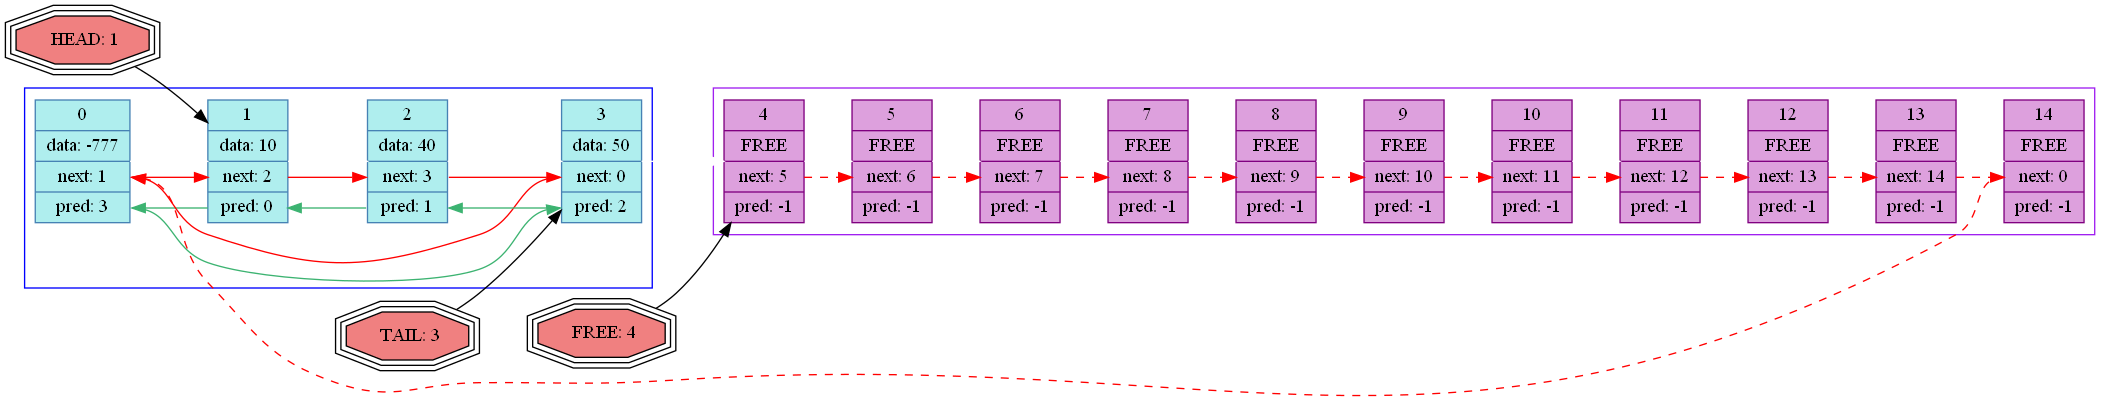 HEAD: 1
0
data: -777
next: 1
pred: 3
1
data: 10
next: 2
pred: 0
2
data: 40
next: 3
pred: 1
3
data: 50
next: 0
pred: 2
4
FREE
next: 5
pred: -1
5
FREE
next: 6
pred: -1
6
FREE
next: 7
pred: -1
7
FREE
next: 8
pred: -1
8
FREE
next: 9
pred: -1
9
FREE
next: 10
pred: -1
10
FREE
next: 11
pred: -1
11
FREE
next: 12
pred: -1
12
FREE
next: 13
pred: -1
13
FREE
next: 14
pred: -1
14
FREE
next: 0
pred: -1
TAIL: 3
FREE: 4